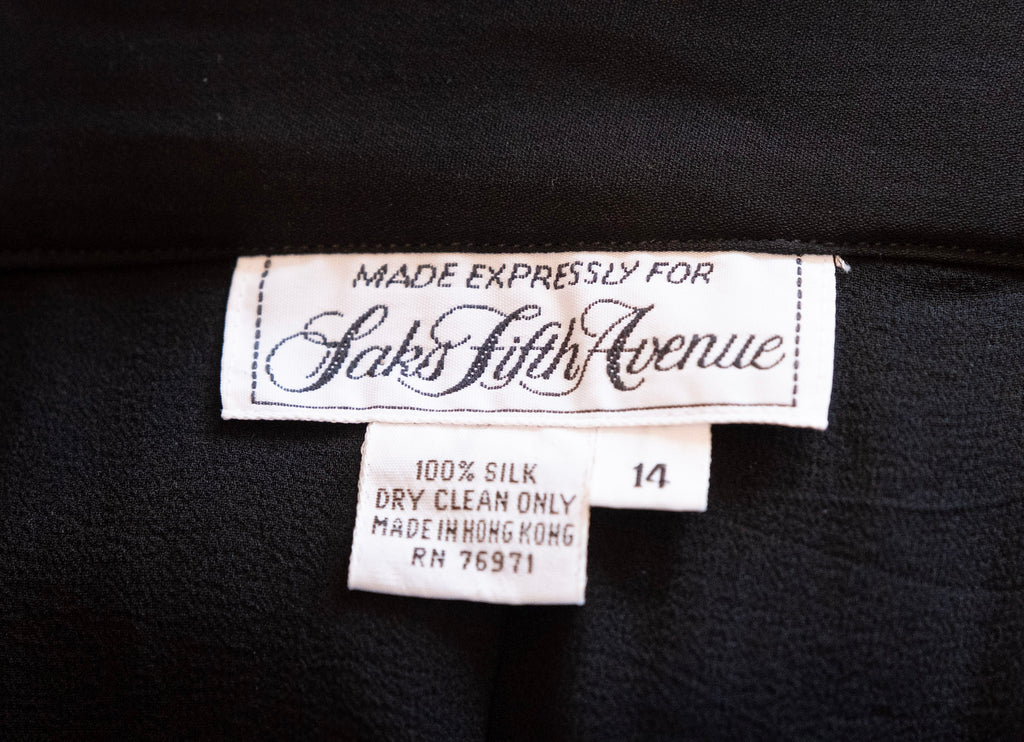 MADE EXPRESSLY FOR
Saks Fifth Avenue
100% SILK
DRY CLEAN ONLY
MADE IN HONG KONG
RN 76971
14